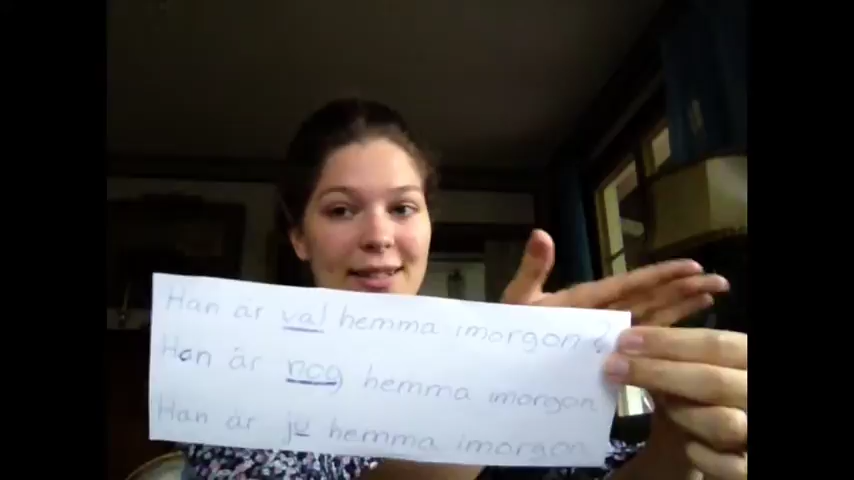 Han är väl hemma imorgon?
Han är nog hemma imorgon
Han är ju hemma imorgon